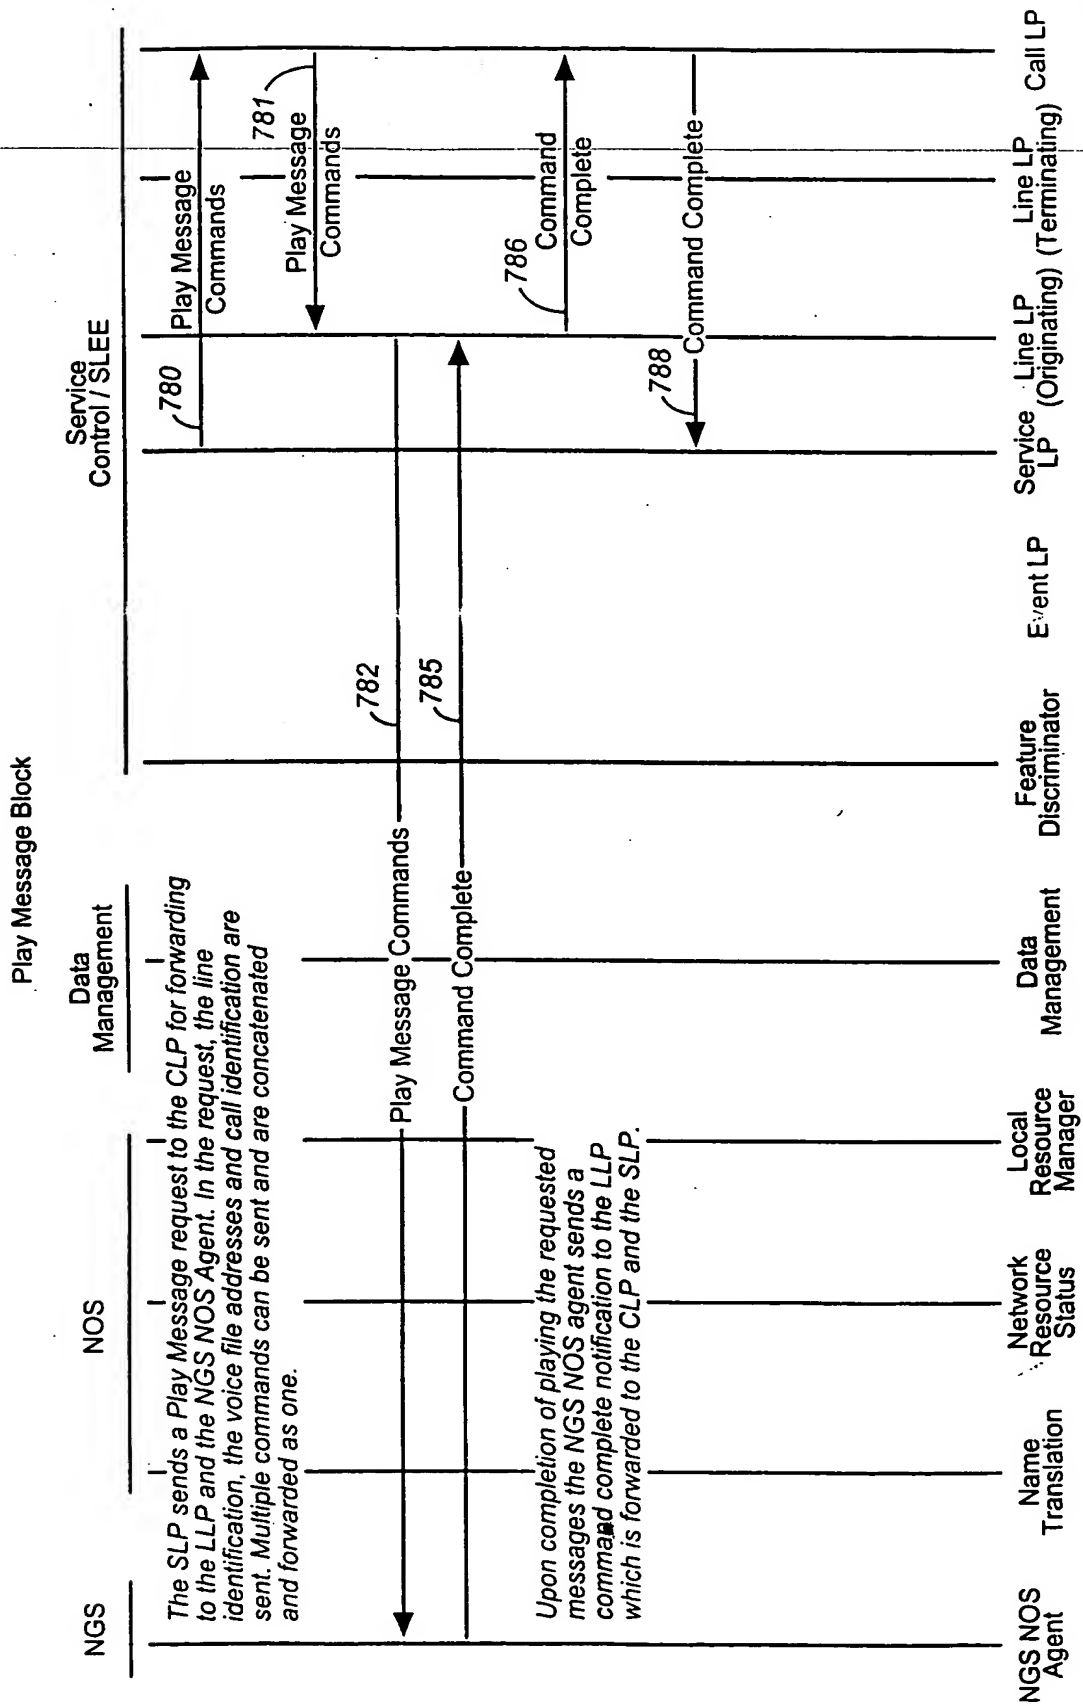 Play Message Block
NGS
NOS
Data
Management
Service
Control / SLEE
The SLP sends a Play Message request to the CLP for forwarding
to the LLP and the NGS NOS Agent. In the request, the line
identification, the voice file addresses and call identification are
sent. Multiple commands can be sent and are concatenated
and forwarded as one.
780
Play Message
Commands
781
Play Message
Commands
782
Play Message Commands
785
Command Complete
Upon completion of playing the requested
messages the NGS NOS agent sends a
command complete notification to the LLP
which is forwarded to the CLP and the SLP.
786
Command
Complete
788
Command Complete
NGS NOS
Agent
Name
Translation
Network
Resource
Status
Local
Resource
Manager
Data
Management
Feature
Discriminator
Event LP
Service
LP
Line LP
(Originating)
Line LP
(Terminating)
Call LP